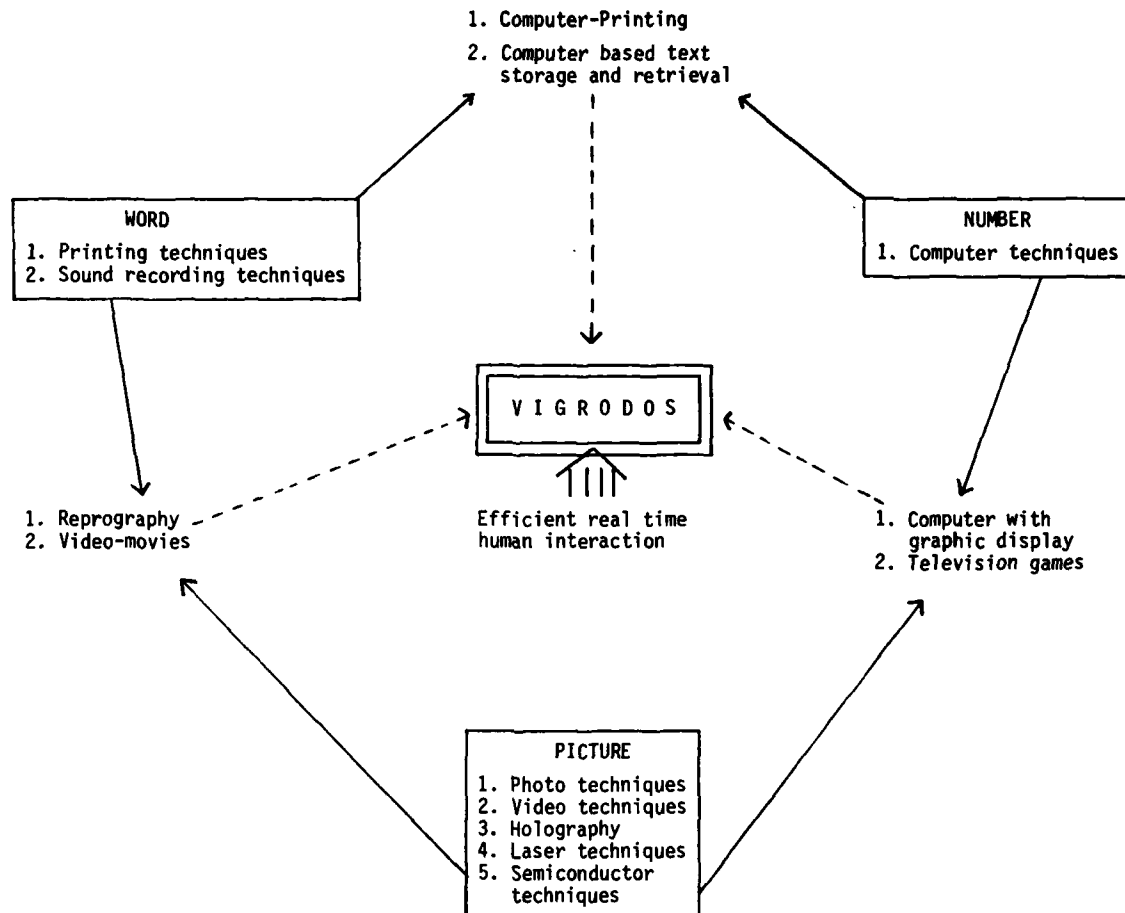 1. Computer-Printing
2. Computer based text
storage and retrieval
WORD
1. Printing techniques
2. Sound recording techniques
NUMBER
1. Computer techniques
V I G R O D O S
1. Reprography
2. Video-movies
Efficient real time
human interaction
1. Computer with
graphic display
2. Television games
PICTURE
1. Photo techniques
2. Video techniques
3. Holography
4. Laser techniques
5. Semiconductor
techniques